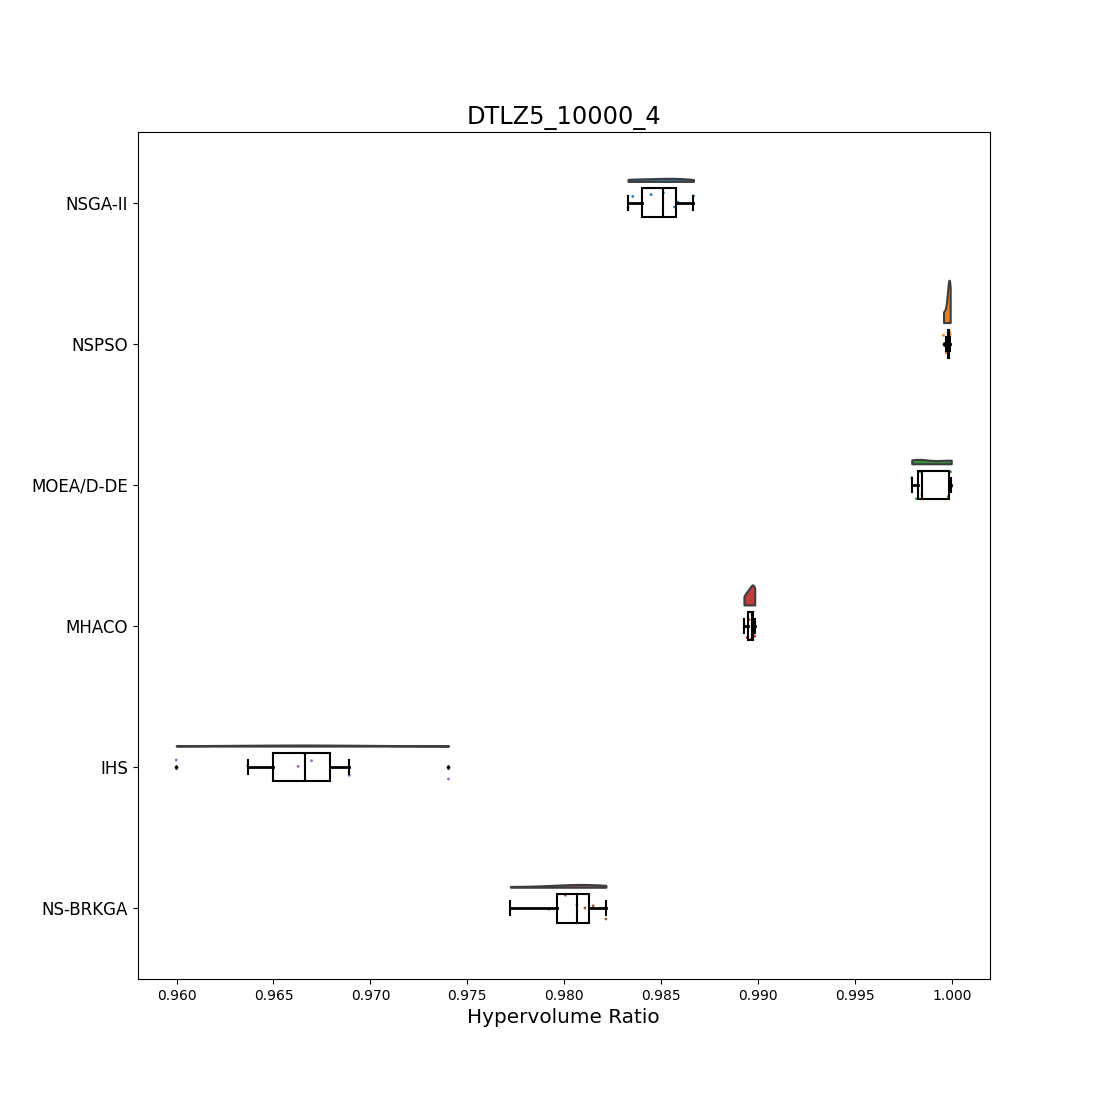 DTLZ5_10000_4
NSGA-II
NSPSO
MOEA/D-DE
MHACO
IHS
NS-BRKGA
0.960 0.965 0.970 0.975 0.980 0.985 0.990 0.995 1.000
Hypervolume Ratio